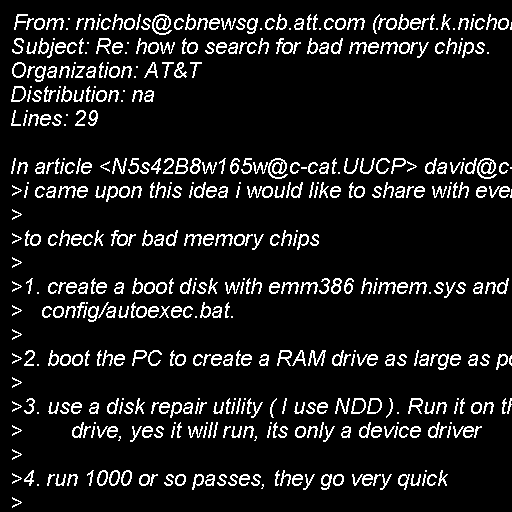 From: rnichols@cbnewsg.cb.att.com (robert.k.nichol
Subject: Re: how to search for bad memory chips.
Organization: AT&T
Distribution: na
Lines: 29

In article <N5s42B8w165w@c-cat.UUCP> david@c-
>i came upon this idea i would like to share with ever
>
>to check for bad memory chips
>
>1. create a boot disk with emm386 himem.sys and
>   config/autoexec.bat.
>
>2. boot the PC to create a RAM drive as large as po
>
>3. use a disk repair utility ( I use NDD ). Run it on th
>       drive, yes it will run, its only a device driver
>
>4. run 1000 or so passes, they go very quick
>